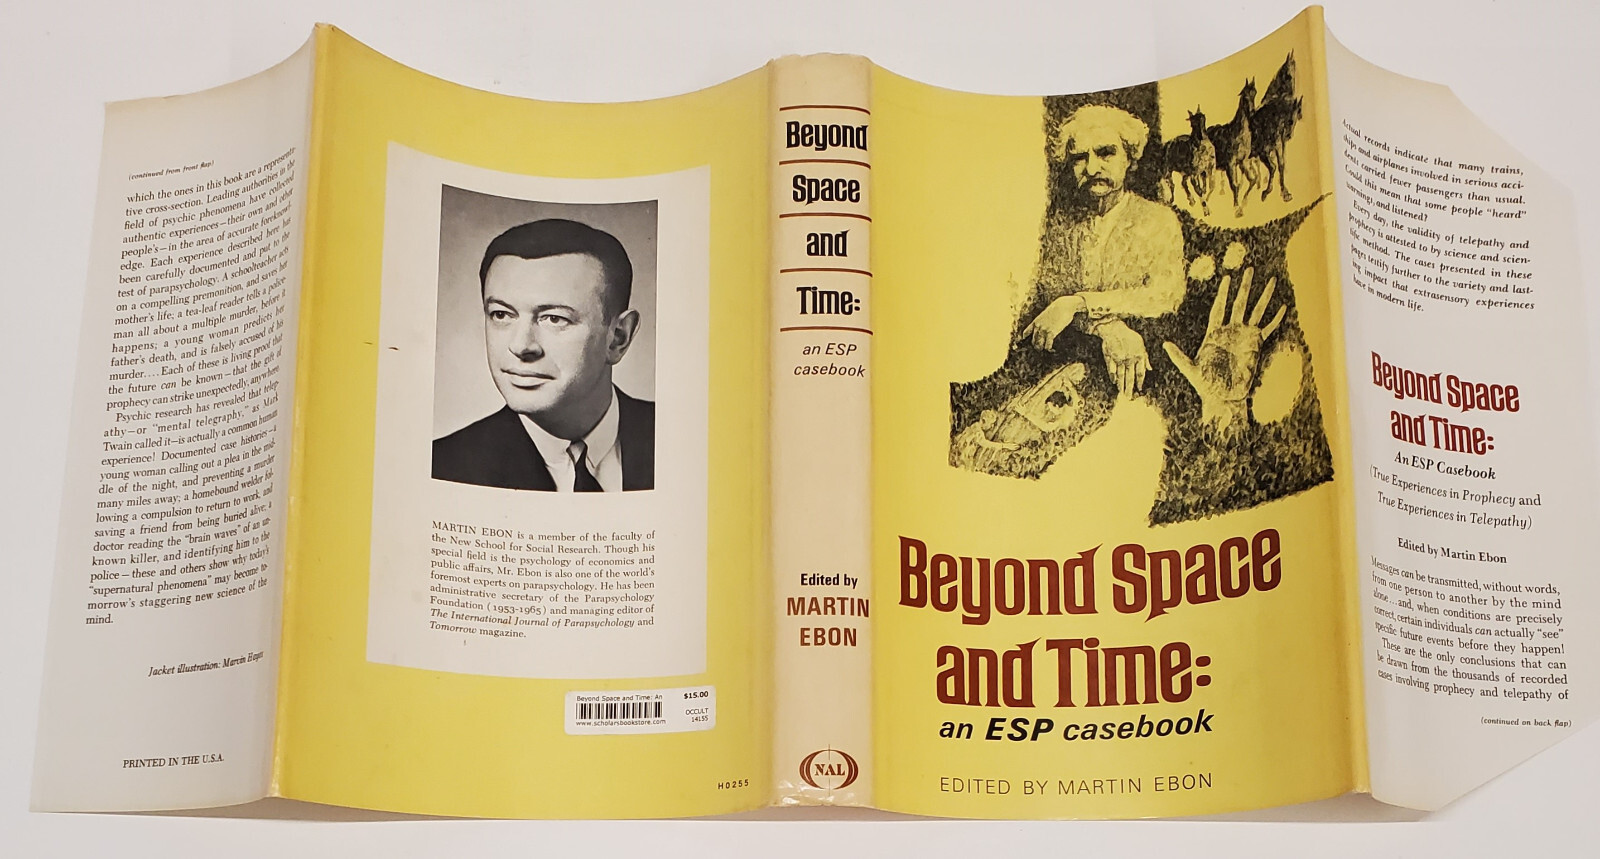 (continued from front flap)
which the ones in this book are a representa-
tive cross-section. Leading authorities in the
field of psychic phenomena have collected
authentic experiences—their own and other
people's—in the area of accurate foreknowl-
edge. Each experience described here has
been carefully documented and put to the
test of parapsychology. A schoolteacher acts
on a compelling premonition, and saves her
mother's life; a tea-leaf reader tells a police-
man all about a multiple murder, before it
happens; a young woman predicts her
father's death, and is falsely accused of his
murder.... Each of these is living proof that
the future can be known—that the gift of
prophecy can strike unexpectedly, anywhere.
Psychic research has revealed that telep-
athy—or "mental telegraphy," as Mark
Twain called it—is actually a common human
experience! Documented case histories—a
young woman calling out a plea in the mid-
dle of the night, and preventing a murder
many miles away; a homebound welder fol-
lowing a compulsion to return to work, and
saving a friend from being buried alive; a
doctor reading the "brain waves" of an un-
known killer, and identifying him to the
police—these and others show why today's
"supernatural phenomena" may become to-
morrow's staggering new science of the
mind.
Jacket illustration: Marvin Hayes
PRINTED IN THE U.S.A.
MARTIN EBON is a member of the faculty of
the New School for Social Research. Though his
special field is the psychology of economics and
public affairs, Mr. Ebon is also one of the world's
foremost experts on parapsychology. He has been
administrative secretary of the Parapsychology
Foundation (1953-1965) and managing editor of
The International Journal of Parapsychology and
Tomorrow magazine.
Beyond Space and Time: An
$15.00
OCCULT
14155
www.scholarsbookstore.com
H0255
Beyond
Space
and
Time:
an ESP
casebook
Edited by
MARTIN
EBON
NAL
Beyond Space
and Time:
an ESP casebook
EDITED BY MARTIN EBON
Actual records indicate that many trains,
ships and airplanes involved in serious acci-
dents carried fewer passengers than usual.
Could this mean that some people "heard"
warnings, and listened?
Every day, the validity of telepathy and
prophecy is attested to by science and scien-
tific method. The cases presented in these
pages testify further to the variety and last-
ing impact that extrasensory experiences
have in modern life.
Beyond Space
and Time:
An ESP Casebook
(True Experiences in Prophecy and
True Experiences in Telepathy)
Edited by Martin Ebon
Messages can be transmitted, without words,
from one person to another by the mind
alone...and, when conditions are precisely
correct, certain individuals can actually "see"
specific future events before they happen!
These are the only conclusions that can
be drawn from the thousands of recorded
cases involving prophecy and telepathy of
(continued on back flap)